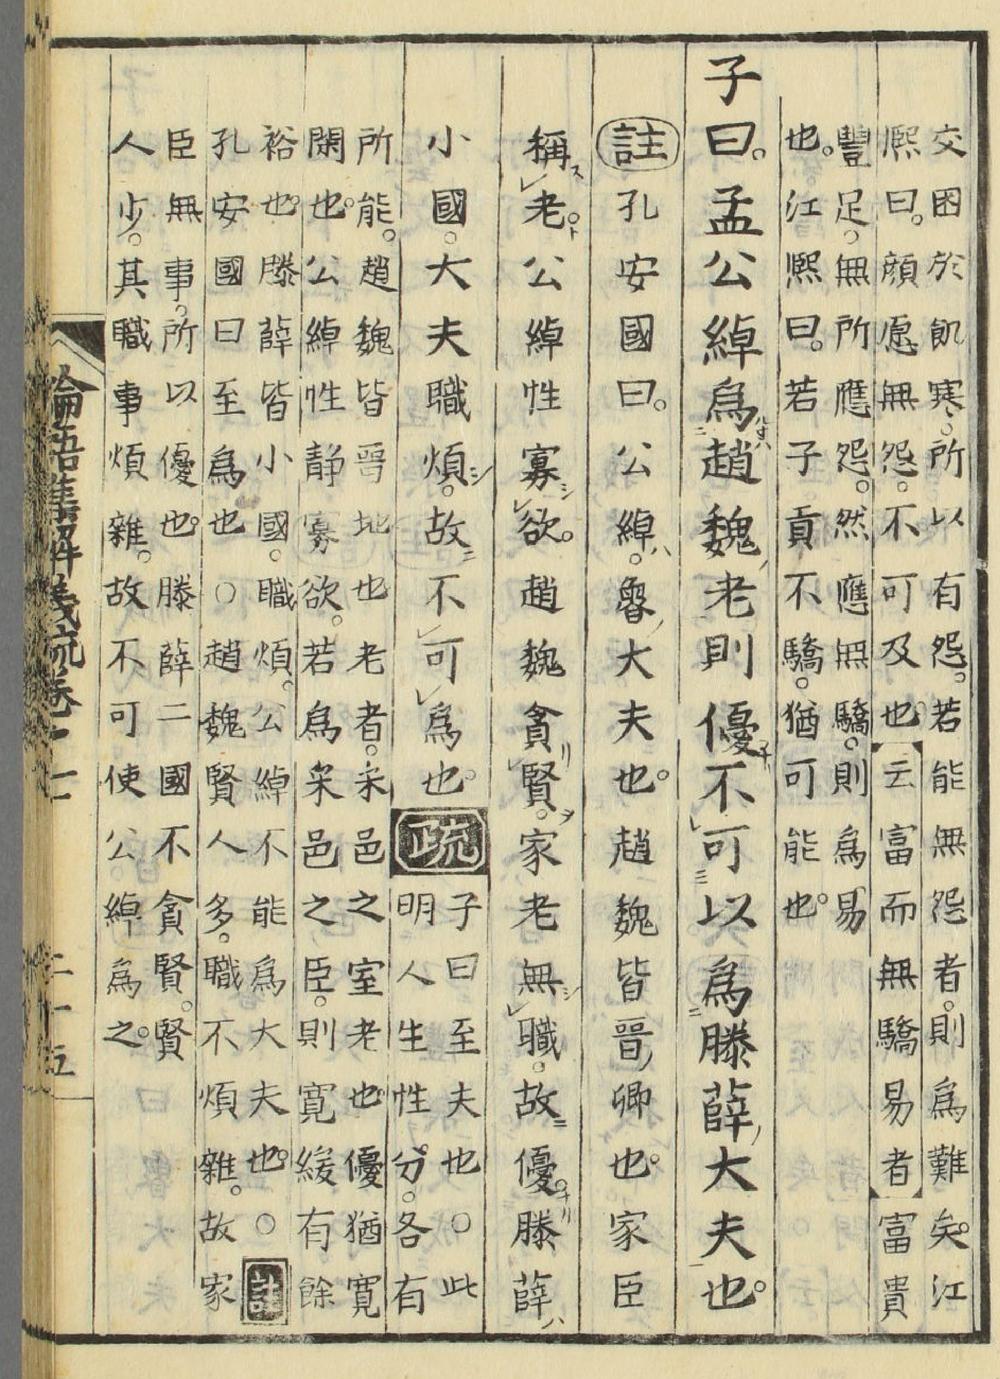 交困於飢寒。所以有怨。若能無怨者。則爲難矣。江
熈曰。顔愿無怨。不可及也。云富而無驕易者富貴
豐足。無所應怨。然應無驕。則爲易
也。江熈曰。若子貢不驕。猶可能也。
子曰。孟公綽爲趙魏老則優不可以爲滕薛大夫也。
註孔安國曰。公綽。魯大夫也。趙魏皆晉卿也。家臣
稱老。公綽性寡欲。趙魏貪賢。家老無職。故優。滕薛
小國。大夫職煩。故不可爲也。疏
子曰至夫也○此
明人生性分。各有
所能。趙魏皆晉地也老者。采邑之室老也優猶寛
閑也。公綽性静寡欲。若爲采邑之臣。則寛緩有餘
裕也。滕薛皆小國。職煩。公綽不能爲大夫也。○註
孔安國曰至爲也○趙魏賢人多。職不煩雜。故家
臣無事。所以優也。滕薛二國不貪賢。賢
人少。其職事煩雜。故不可使公綽爲之。
論語集解義疏卷七
二十五